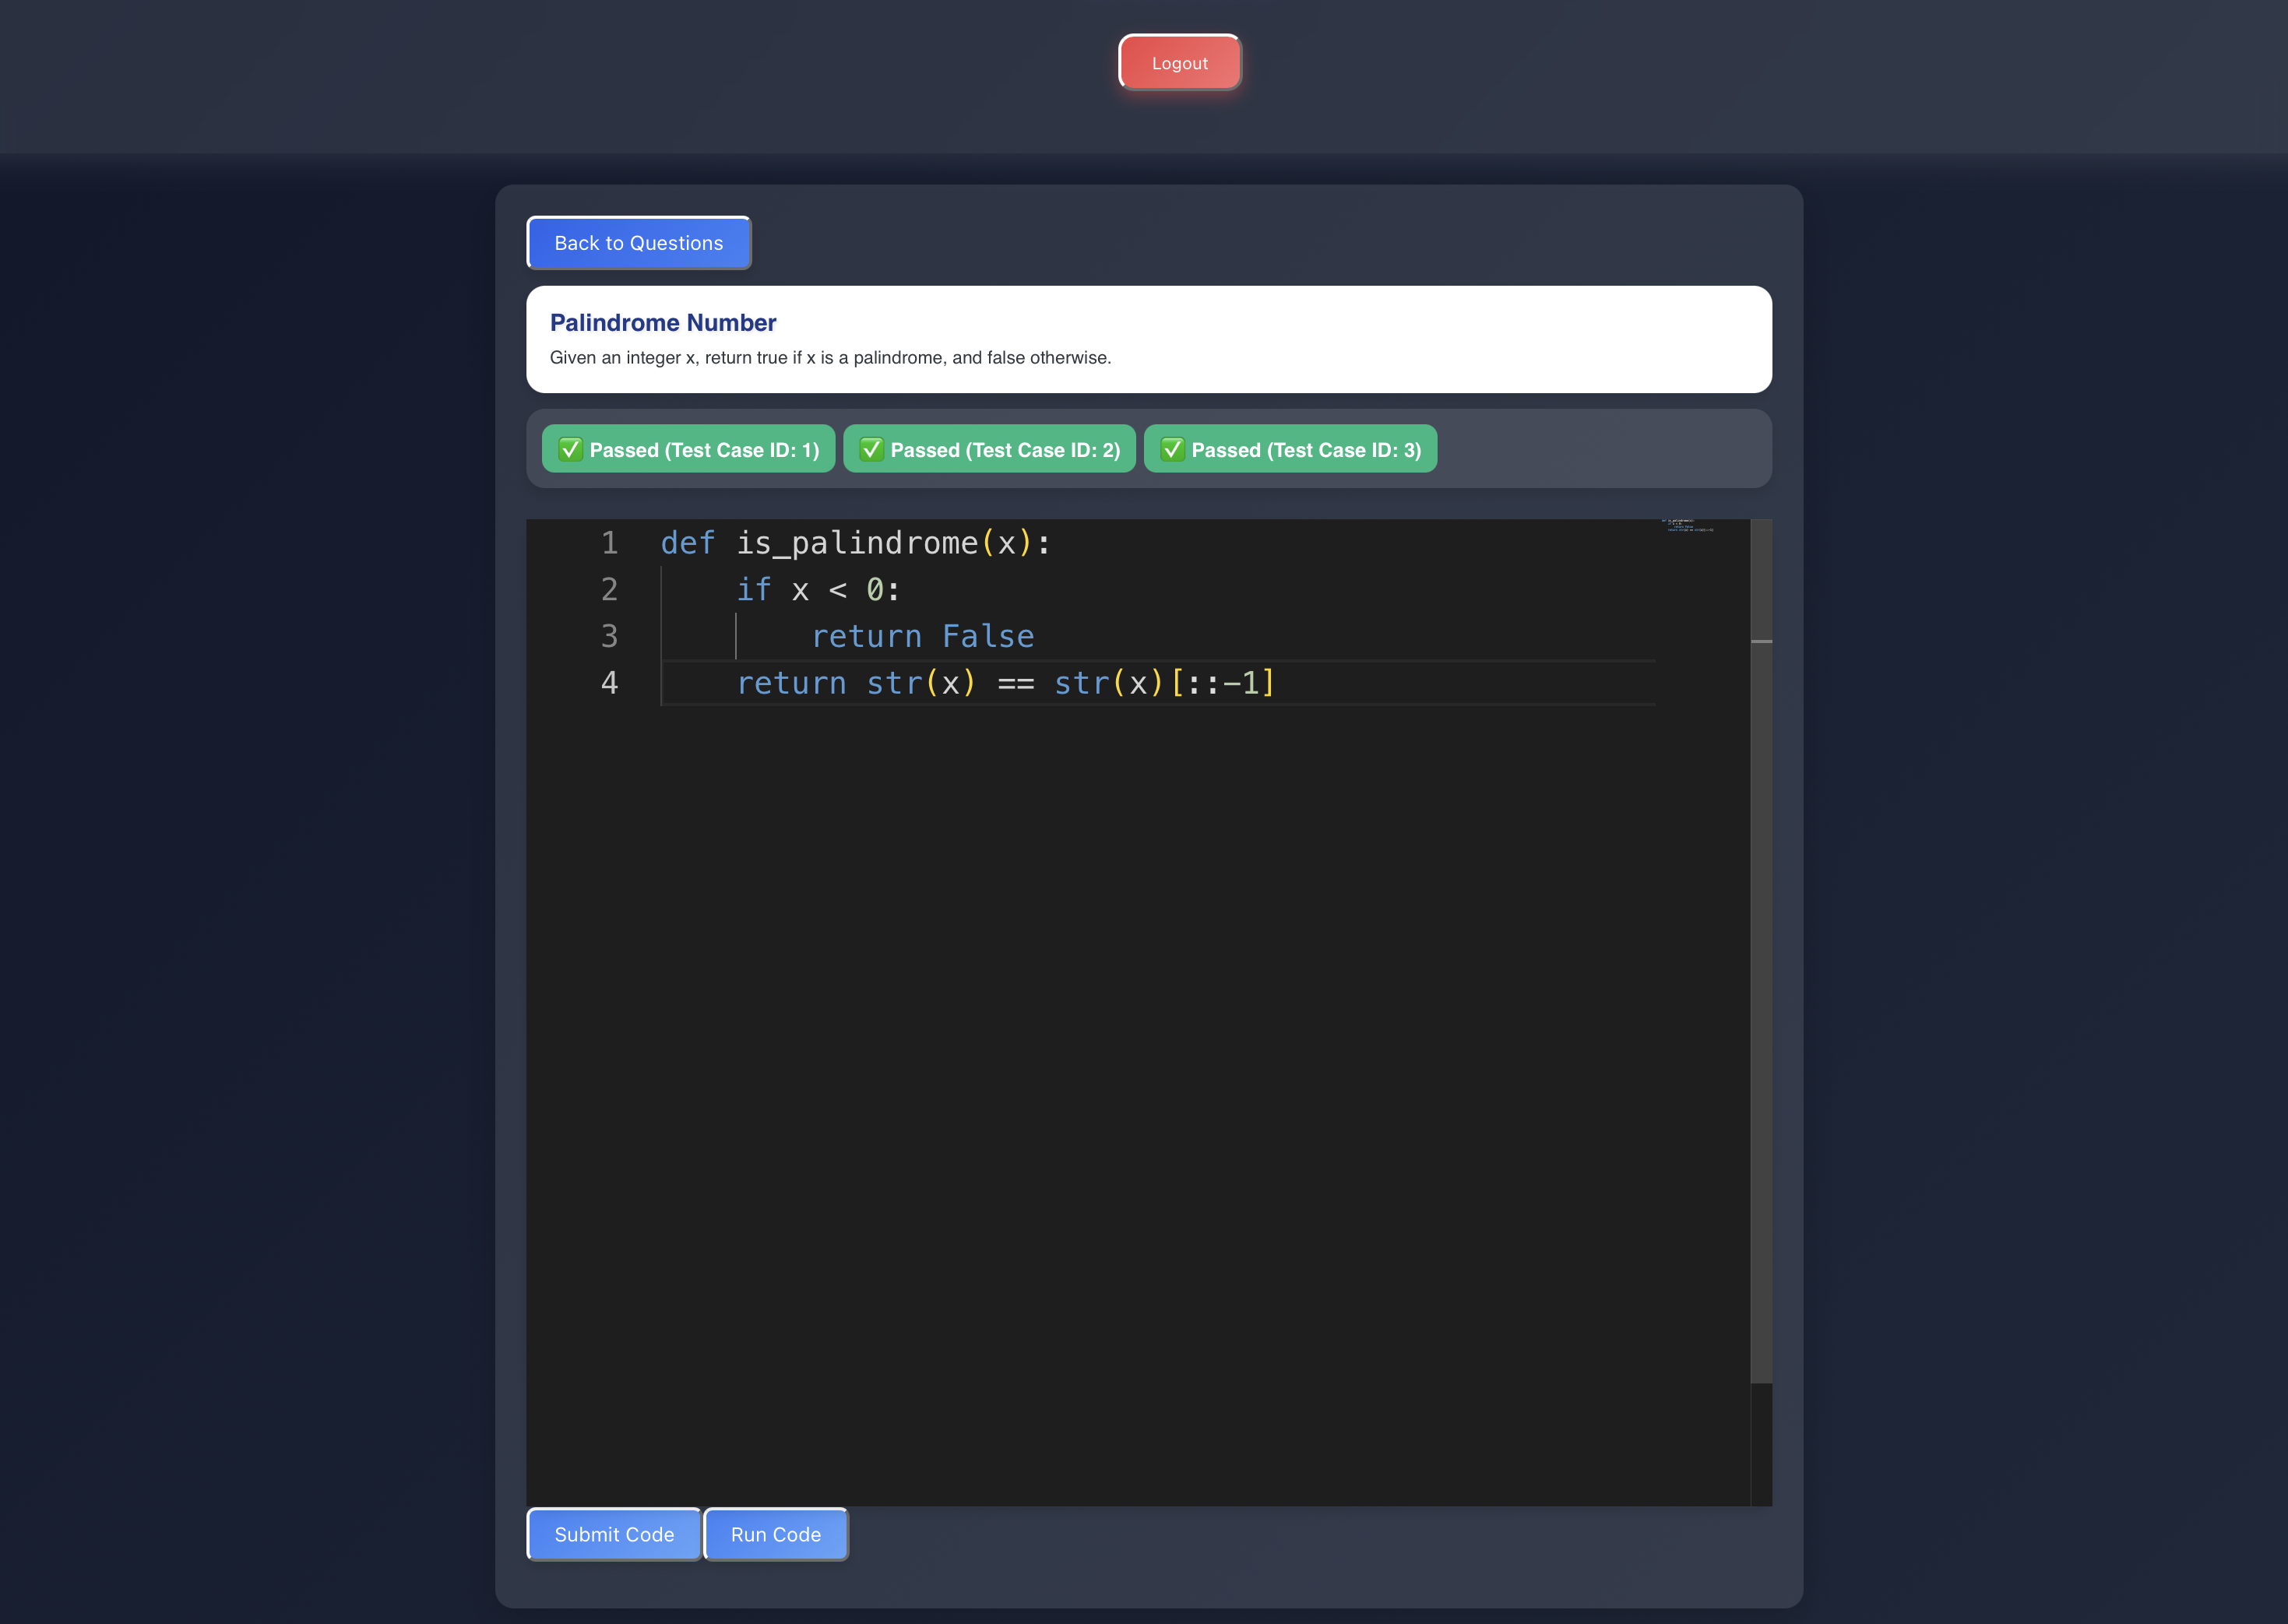 Logout
Back to Questions
Palindrome Number
Given an integer x, return true if x is a palindrome, and false otherwise.
✅ Passed (Test Case ID: 1) ✅ Passed (Test Case ID: 2) ✅ Passed (Test Case ID: 3)
1 def is_palindrome(x):
2     if x < 0:
3         return False
4     return str(x) == str(x)[::-1]
Submit Code Run Code